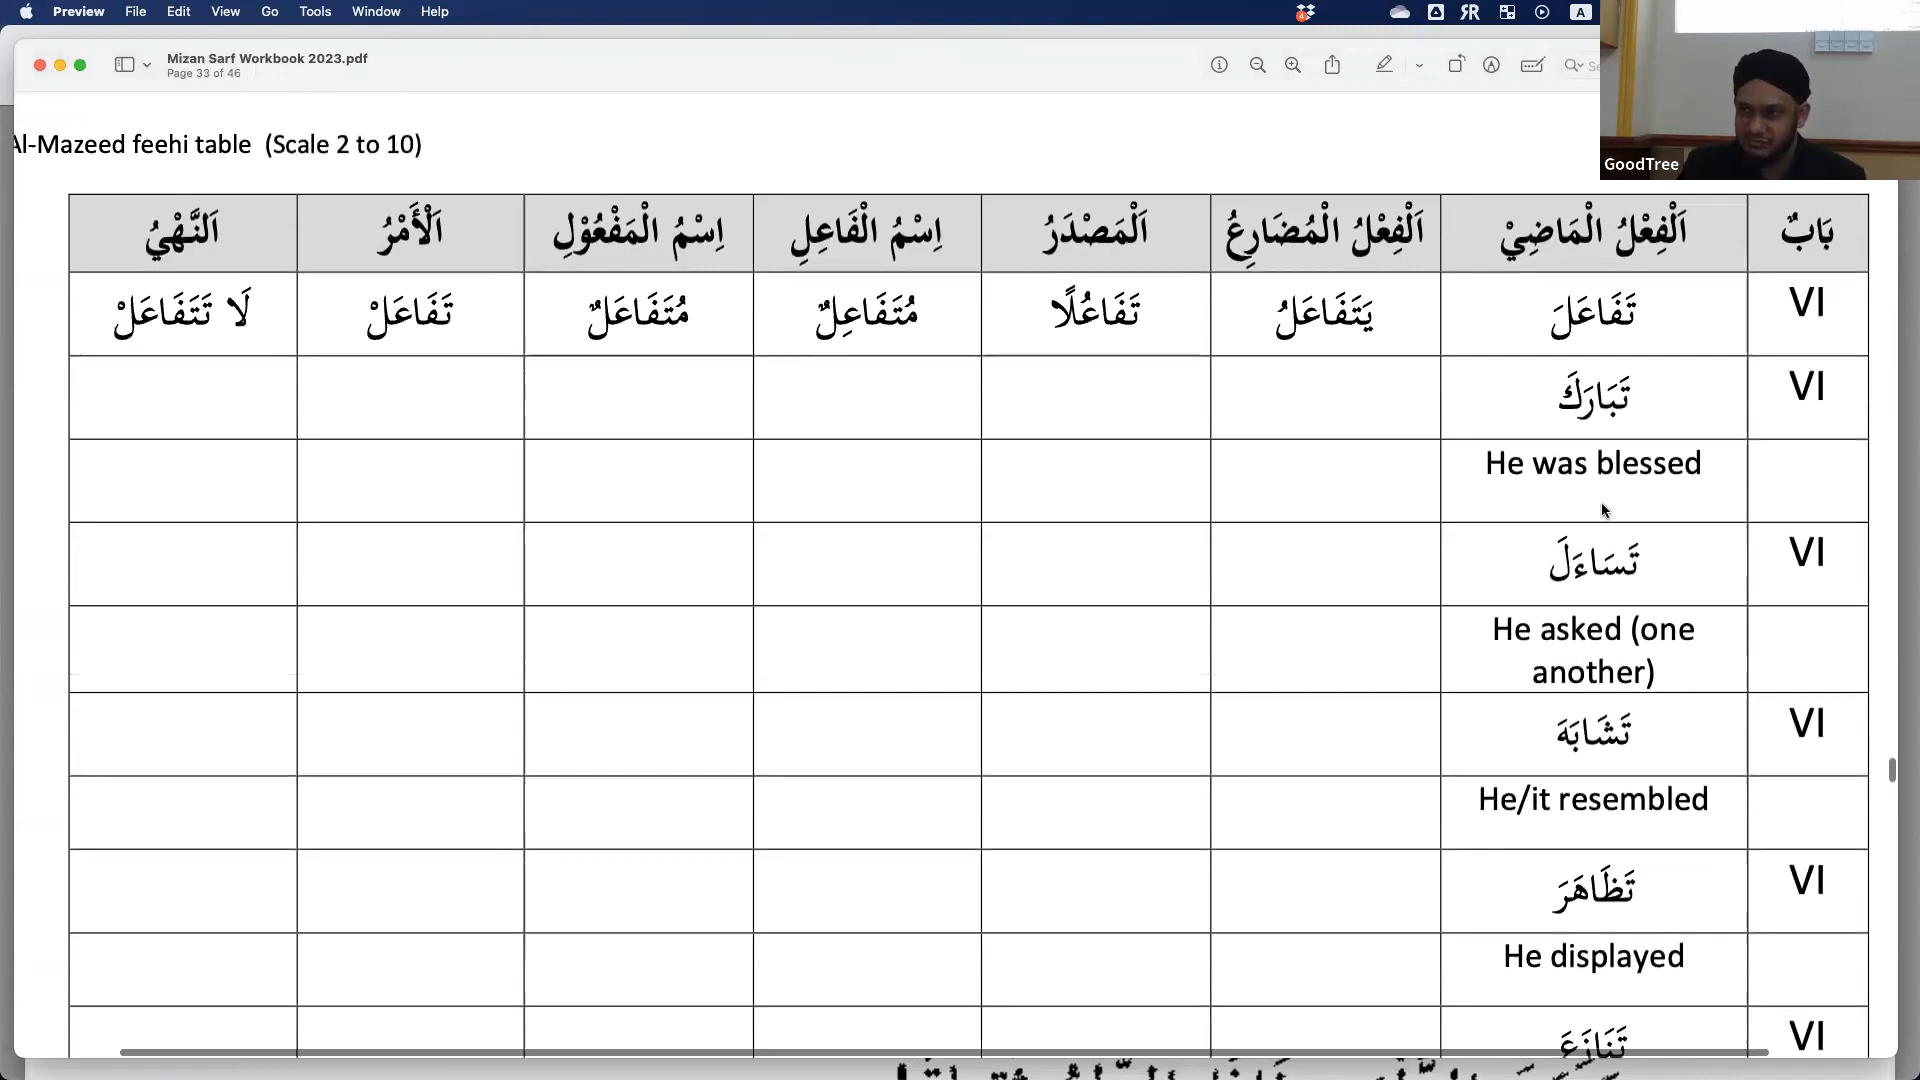 Preview File Edit View Go Tools Window Help
Mizan Sarf Workbook 2023.pdf
Page 33 of 46
GoodTree
Al-Mazeed feehi table (Scale 2 to 10)
بَابٌ اَلْفِعْلُ الْمَاضِيْ اَلْفِعْلُ الْمُضَارِعُ اَلْمَصْدَرُ اِسْمُ الْفَاعِلِ اِسْمُ الْمَفْعُوْلِ اَلْأَمْرُ اَلنَّهْيُ
VI تَفَاعَلَ يَتَفَاعَلُ تَفَاعُلًا مُتَفَاعِلٌ مُتَفَاعَلٌ تَفَاعَلْ لَا تَتَفَاعَلْ
VI تَبَارَكَ
He was blessed
VI تَسَاءَلَ
He asked (one
another)
VI تَشَابَهَ
He/it resembled
VI تَظَاهَرَ
He displayed
VI تَنَازَعَ